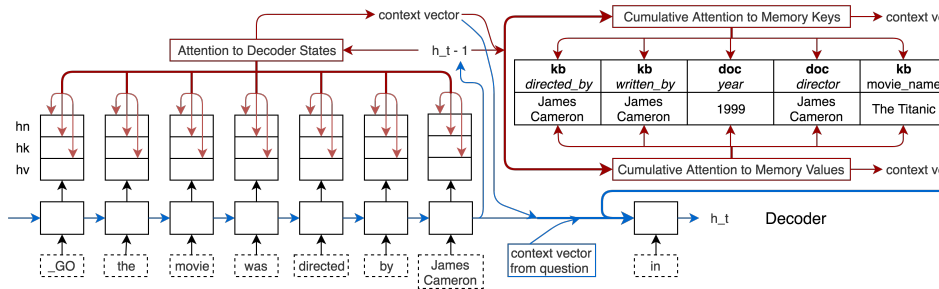 context vector
Cumulative Attention to Memory Keys
context ve
Attention to Decoder States
h_t - 1
kb kb doc doc kb
directed_by written_by year director movie_name
James Cameron James Cameron 1999 James Cameron The Titanic
hn
hk
hv
Cumulative Attention to Memory Values
context ve
h_t
Decoder
context vector
from question
_GO the movie was directed by James Cameron in